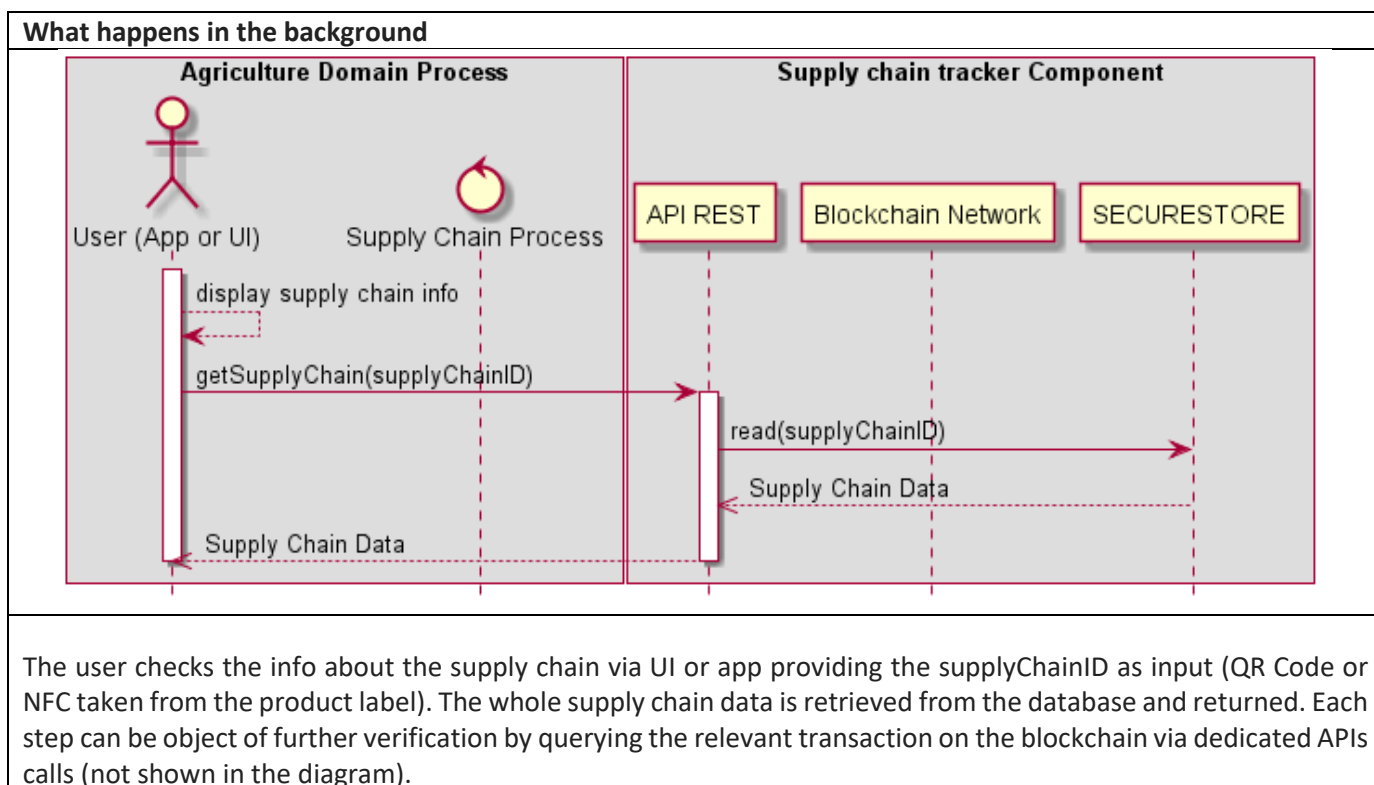 What happens in the background
Agriculture Domain Process
Supply chain tracker Component
User (App or UI)
Supply Chain Process
API REST
Blockchain Network
SECURESTORE
display supply chain info
getSupplyChain(supplyChainID)
read(supplyChainID)
Supply Chain Data
Supply Chain Data
The user checks the info about the supply chain via UI or app providing the supplyChainID as input (QR Code or
NFC taken from the product label). The whole supply chain data is retrieved from the database and returned. Each
step can be object of further verification by querying the relevant transaction on the blockchain via dedicated APIs
calls (not shown in the diagram).